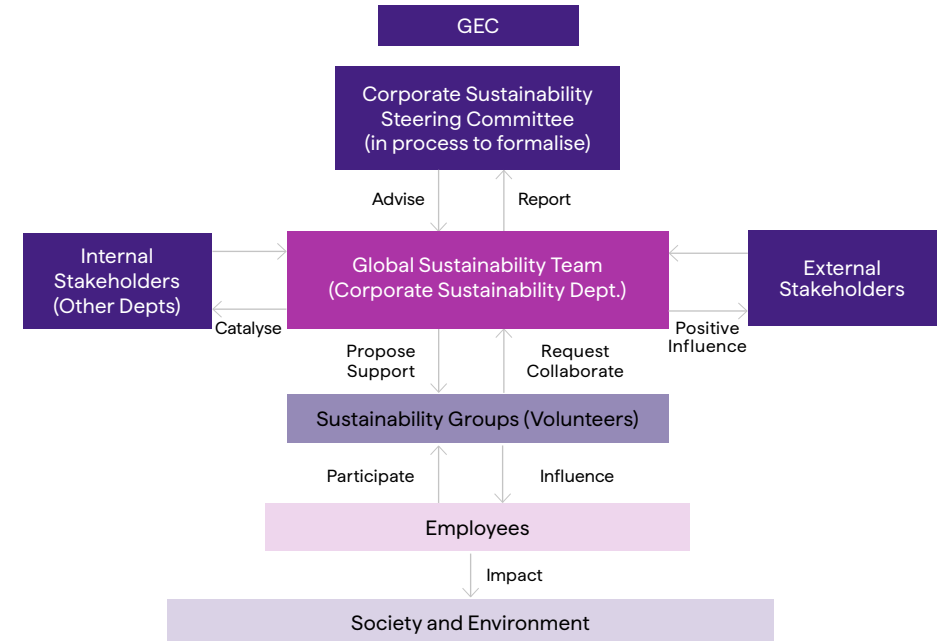 GEC
Corporate Sustainability
Steering Committee
(in process to formalise)
Advise
Report
Internal
Stakeholders
(Other Depts)
Global Sustainability Team
(Corporate Sustainability Dept.)
External
Stakeholders
Catalyse
Positive
Influence
Propose
Support
Request
Collaborate
Sustainability Groups (Volunteers)
Participate
Influence
Employees
Impact
Society and Environment